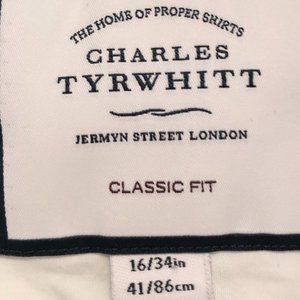 THE HOME OF PROPER SHIRTS
CHARLES
TYRWHITT
JERMYN STREET LONDON
CLASSIC FIT
16/34in
41/86cm